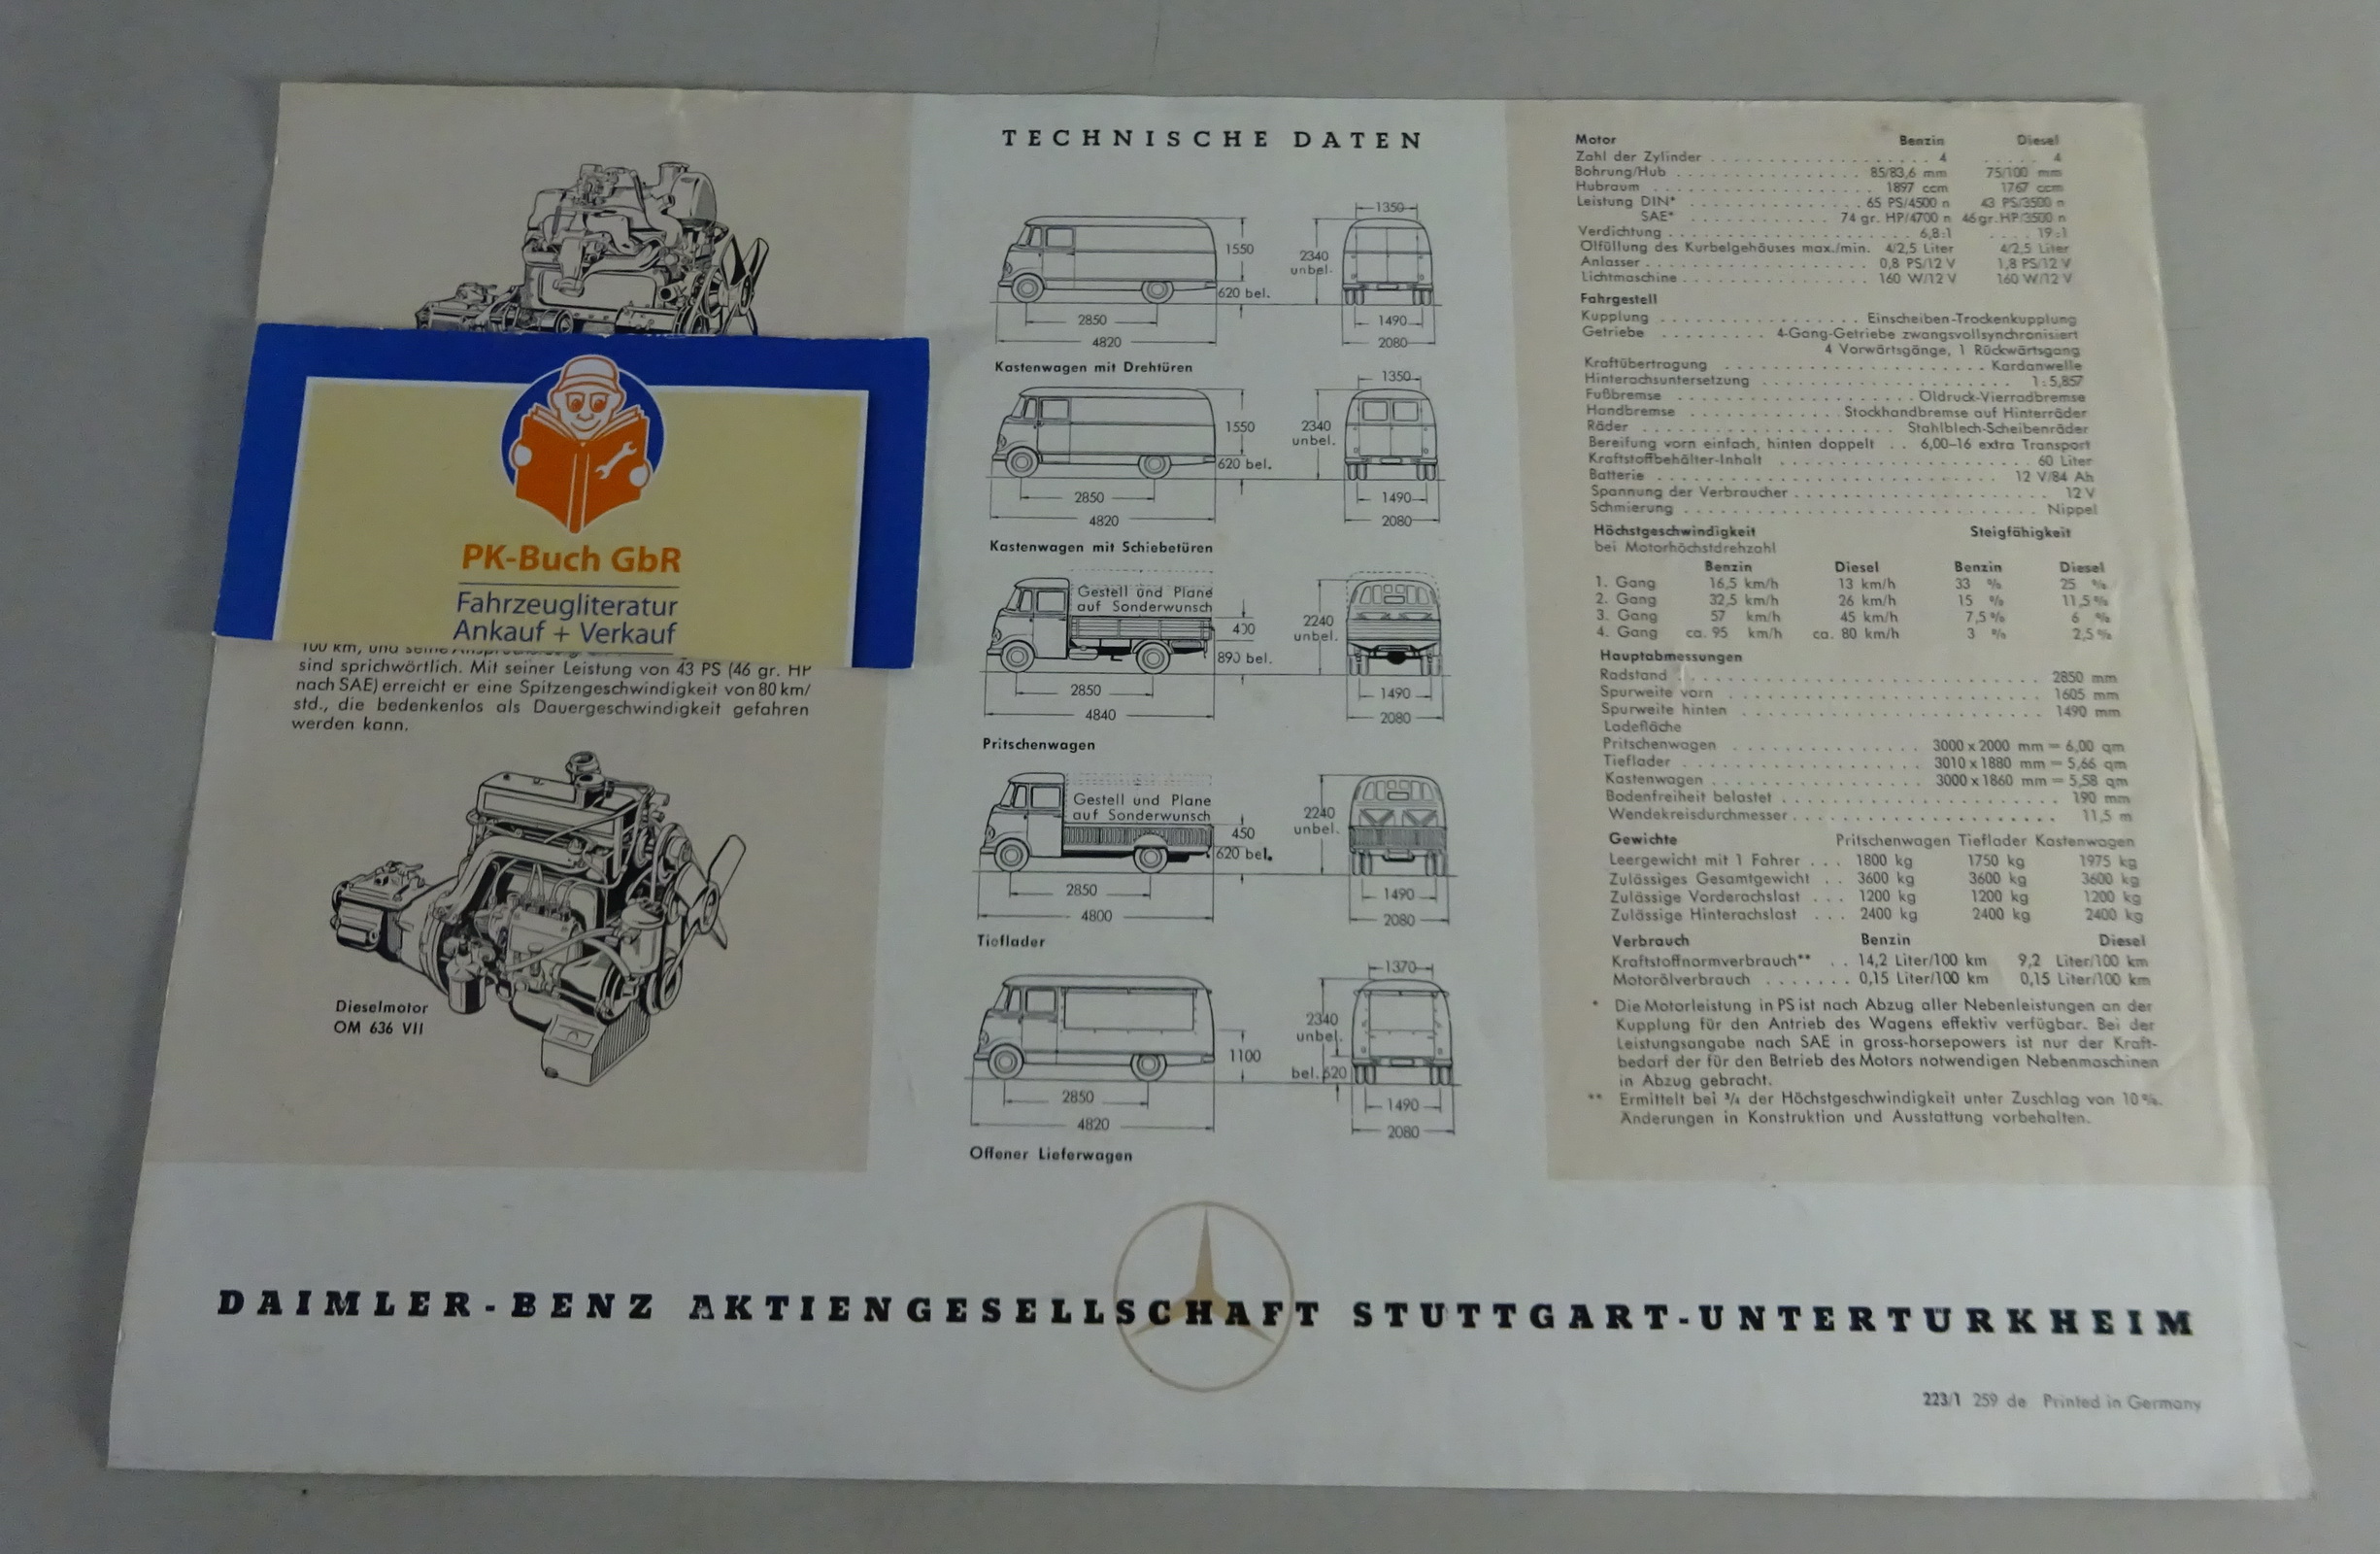 PK-Buch GbR
Fahrzeugliteratur
Ankauf + Verkauf
100 km, und seine
sind sprichwörtlich. Mit seiner Leistung von 43 PS (46 gr. HP
nach SAE) erreicht er eine Spitzengeschwindigkeit von 80 km/
std., die bedenkenlos als Dauergeschwindigkeit gefahren
werden kann.
Dieselmotor
OM 636 VII
TECHNISCHE DATEN
1350
1550
2340
unbel.
620 bel.
2850
1490
4820
2080
Kastenwagen mit Drehtüren
1350
1550
2340
unbel.
620 bel.
2850
1490
4820
2080
Kastenwagen mit Schiebetüren
Gestell und Plane
auf Sonderwunsch
400
2240
unbel.
890 bel.
2850
1490
4840
2080
Pritschenwagen
Gestell und Plane
auf Sonderwunsch
450
2240
unbel.
620 bel.
2850
1490
4800
2080
Tieflader
1370
2340
unbel.
1100
bel. 620
2850
1490
4820
2080
Offener Lieferwagen
Motor Benzin Diesel
Zahl der Zylinder . . . 4 . . . 4
Bohrung/Hub . . . 85/83,6 mm 75/100 mm
Hubraum . . . 1897 ccm 1767 ccm
Leistung DIN* . . . 65 PS/4500 n 43 PS/3500 n
SAE* . . . 74 gr. HP/4700 n 46 gr. HP/3500 n
Verdichtung . . . 6,8:1 . . . 19:1
Ölfüllung des Kurbelgehäuses max./min. 4/2,5 Liter 4/2,5 Liter
Anlasser . . . 0,8 PS/12 V 1,8 PS/12 V
Lichtmaschine . . . 160 W/12 V 160 W/12 V
Fahrgestell
Kupplung . . . Einscheiben-Trockenkupplung
Getriebe . . . 4-Gang-Getriebe zwangsvollsynchronisiert
4 Vorwärtsgänge, 1 Rückwärtsgang
Kraftübertragung . . . Kardanwelle
Hinterachsuntersetzung . . . 1:5,857
Fußbremse . . . Öldruck-Vierradbremse
Handbremse . . . Stockhandbremse auf Hinterräder
Räder . . . Stahlblech-Scheibenräder
Bereifung vorn einfach, hinten doppelt . . 6,00–16 extra Transport
Kraftstoffbehälter-Inhalt . . . 60 Liter
Batterie . . . 12 V/84 Ah
Spannung der Verbraucher . . . 12 V
Schmierung . . . Nippel
Höchstgeschwindigkeit Steigfähigkeit
bei Motorhöchstdrehzahl
Benzin Diesel Benzin Diesel
1. Gang 16,5 km/h 13 km/h 33 % 25 %
2. Gang 32,5 km/h 26 km/h 15 % 11,5 %
3. Gang 57 km/h 45 km/h 7,5 % 6 %
4. Gang ca. 95 km/h ca. 80 km/h 3 % 2,5 %
Hauptabmessungen
Radstand . . . 2850 mm
Spurweite vorn . . . 1605 mm
Spurweite hinten . . . 1490 mm
Ladefläche
Pritschenwagen . . . 3000 x 2000 mm = 6,00 qm
Tieflader . . . 3010 x 1880 mm = 5,66 qm
Kastenwagen . . . 3000 x 1860 mm = 5,58 qm
Bodenfreiheit belastet . . . 190 mm
Wendekreisdurchmesser . . . 11,5 m
Gewichte Pritschenwagen Tieflader Kastenwagen
Leergewicht mit 1 Fahrer . . . 1800 kg 1750 kg 1975 kg
Zulässiges Gesamtgewicht . . 3600 kg 3600 kg 3600 kg
Zulässige Vorderachslast . . . 1200 kg 1200 kg 1200 kg
Zulässige Hinterachslast . . . 2400 kg 2400 kg 2400 kg
Verbrauch Benzin Diesel
Kraftstoffnormverbrauch** . . 14,2 Liter/100 km 9,2 Liter/100 km
Motorölverbrauch . . . 0,15 Liter/100 km 0,15 Liter/100 km
* Die Motorleistung in PS ist nach Abzug aller Nebenleistungen an der
Kupplung für den Antrieb des Wagens effektiv verfügbar. Bei der
Leistungsangabe nach SAE in gross-horsepowers ist nur der Kraft-
bedarf der für den Betrieb des Motors notwendigen Nebenmaschinen
in Abzug gebracht.
** Ermittelt bei ¾ der Höchstgeschwindigkeit unter Zuschlag von 10 %.
Änderungen in Konstruktion und Ausstattung vorbehalten.
DAIMLER-BENZ AKTIENGESELLSCHAFT STUTTGART-UNTERTÜRKHEIM
223/1 259 de Printed in Germany